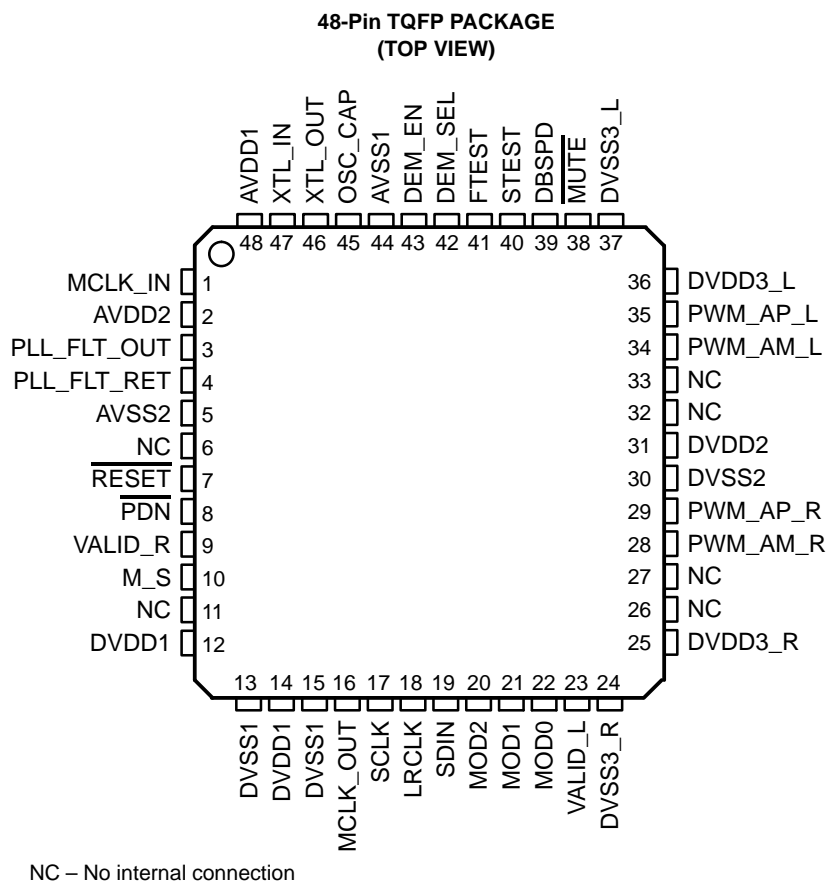 48-Pin TQFP PACKAGE
(TOP VIEW)
AVDD1
XTL_IN
XTL_OUT
OSC_CAP
AVSS1
DEM_EN
DEM_SEL
FTEST
STEST
DBSPD
MUTE
DVSS3_L
48 47 46 45 44 43 42 41 40 39 38 37
MCLK_IN 1
AVDD2 2
PLL_FLT_OUT 3
PLL_FLT_RET 4
AVSS2 5
NC 6
RESET 7
PDN 8
VALID_R 9
M_S 10
NC 11
DVDD1 12
36 DVDD3_L
35 PWM_AP_L
34 PWM_AM_L
33 NC
32 NC
31 DVDD2
30 DVSS2
29 PWM_AP_R
28 PWM_AM_R
27 NC
26 NC
25 DVDD3_R
13 14 15 16 17 18 19 20 21 22 23 24
DVSS1
DVDD1
DVSS1
MCLK_OUT
SCLK
LRCLK
SDIN
MOD2
MOD1
MOD0
VALID_L
DVSS3_R
NC – No internal connection